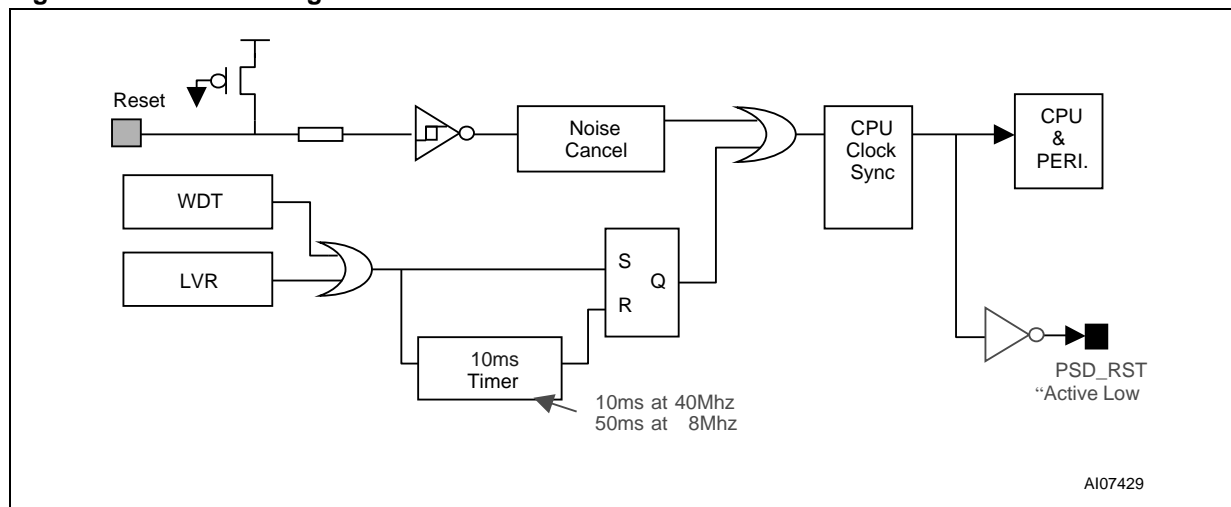 Reset
Noise
Cancel
CPU
Clock
Sync
CPU
&
PERI.
WDT
LVR
S
Q
R
10ms
Timer
10ms at 40Mhz
50ms at 8Mhz
PSD_RST
“Active Low
AI07429